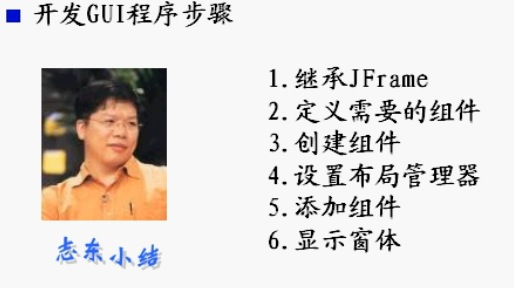 开发GUI程序步骤
1.继承JFrame
2.定义需要的组件
3.创建组件
4.设置布局管理器
5.添加组件
6.显示窗体
志东小结